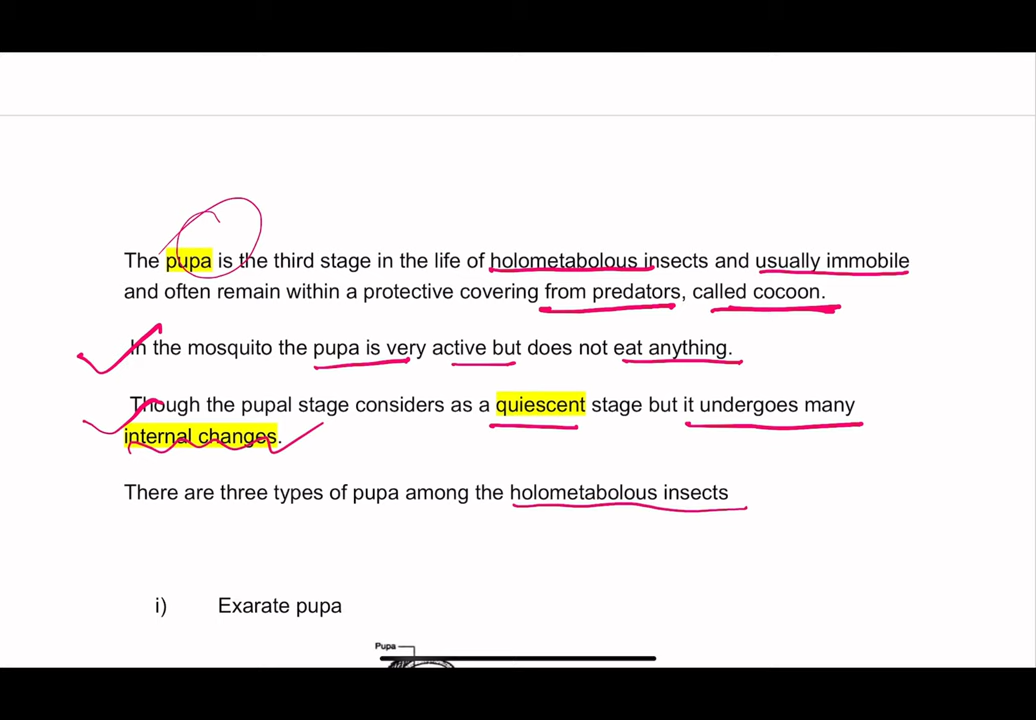 The pupa is the third stage in the life of holometabolous insects and usually immobile
and often remain within a protective covering from predators, called cocoon.
In the mosquito the pupa is very active but does not eat anything.
Though the pupal stage considers as a quiescent stage but it undergoes many
internal changes.
There are three types of pupa among the holometabolous insects
i) Exarate pupa
Pupa